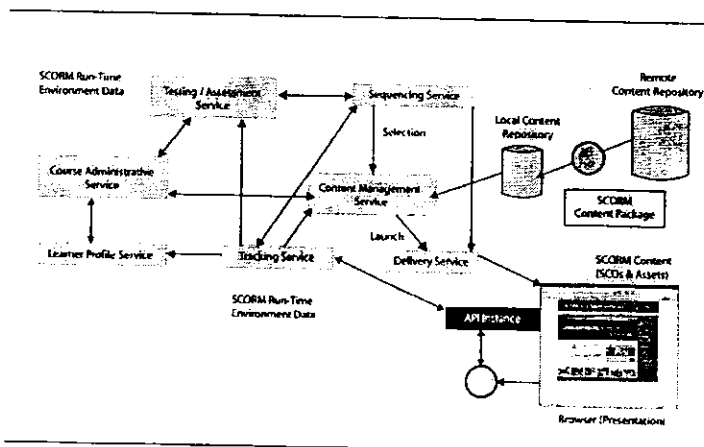 SCORM Run-Time
Environment Data
Testing / Assessment
Service
Sequencing Service
Remote
Content Repository
Local Content
Repository
Selection
Course Administrative
Service
Content Management
Service
SCORM
Content Package
Launch
Learner Profile Service
Tracking Service
Delivery Service
SCORM Content
(SCOs & Assets)
SCORM Run-Time
Environment Data
API Instance
Browser (Presentation)